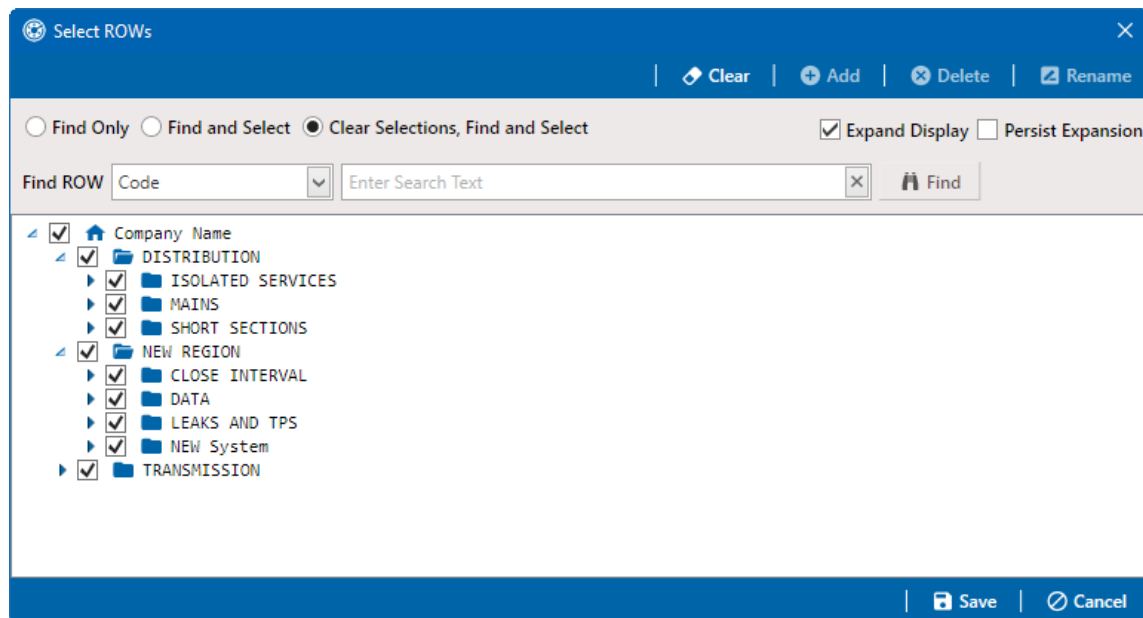 Select ROWs
Clear Add Delete Rename
Find Only Find and Select Clear Selections, Find and Select Expand Display Persist Expansion
Find ROW Code Enter Search Text Find
Company Name
DISTRIBUTION
ISOLATED SERVICES
MAINS
SHORT SECTIONS
NEW REGION
CLOSE INTERVAL
DATA
LEAKS AND TPS
NEW System
TRANSMISSION
Save Cancel